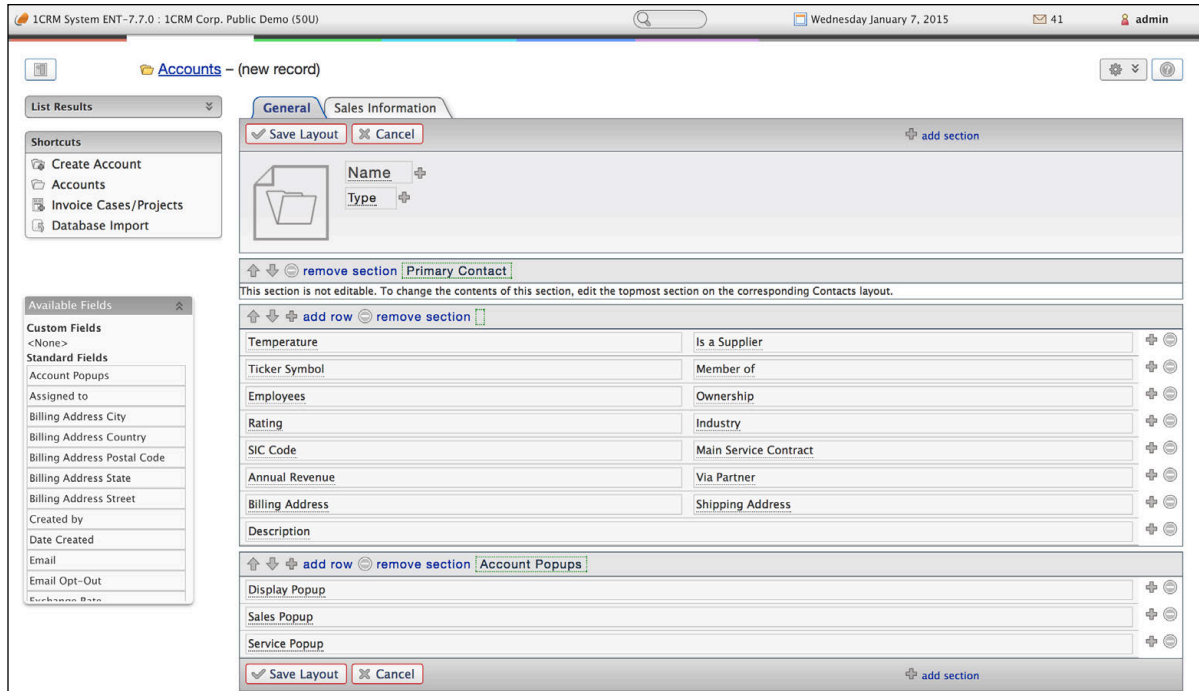 1CRM System ENT-7.7.0 : 1CRM Corp. Public Demo (50U)
Wednesday January 7, 2015
41
admin
Accounts – (new record)
List Results
Shortcuts
Create Account
Accounts
Invoice Cases/Projects
Database Import
Available Fields
Custom Fields
<None>
Standard Fields
Account Popups
Assigned to
Billing Address City
Billing Address Country
Billing Address Postal Code
Billing Address State
Billing Address Street
Created by
Date Created
Email
Email Opt-Out
Exchange Rate
General Sales Information
Save Layout Cancel add section
Name
Type
remove section Primary Contact
This section is not editable. To change the contents of this section, edit the topmost section on the corresponding Contacts layout.
add row remove section
Temperature Is a Supplier
Ticker Symbol Member of
Employees Ownership
Rating Industry
SIC Code Main Service Contract
Annual Revenue Via Partner
Billing Address Shipping Address
Description
add row remove section Account Popups
Display Popup
Sales Popup
Service Popup
Save Layout Cancel add section